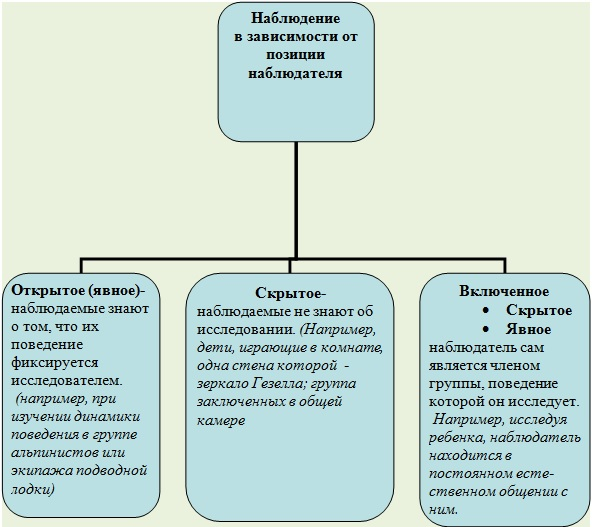 Наблюдение
в зависимости от
позиции
наблюдателя
Открытое (явное)-
наблюдаемые знают
о том, что их
поведение
фиксируется
исследователем.
(например, при
изучении динамики
поведения в группе
альпинистов или
экипажа подводной
лодки)
Скрытое-
наблюдаемые не знают об
исследовании. (Например,
дети, играющие в комнате,
одна стена которой -
зеркало Гезелла; группа
заключенных в общей
камере
Включенное
• Скрытое
• Явное
наблюдатель сам
является членом
группы, поведение
которой он исследует.
Например, исследуя
ребенка, наблюдатель
находится в
постоянном есте-
ственном общении с
ним.